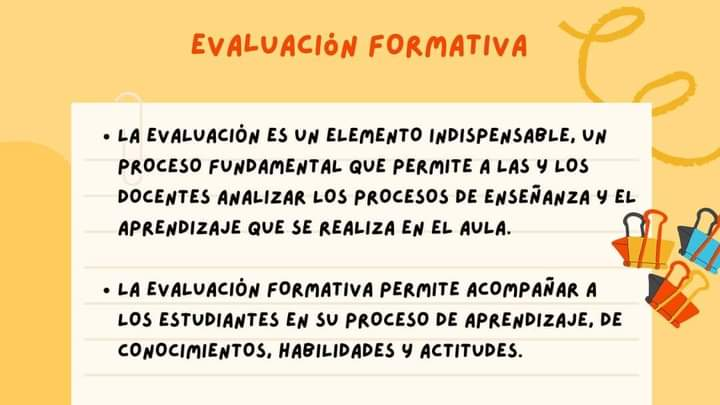 EVALUACIÓN FORMATIVA
• LA EVALUACIÓN ES UN ELEMENTO INDISPENSABLE, UN
PROCESO FUNDAMENTAL QUE PERMITE A LAS Y LOS
DOCENTES ANALIZAR LOS PROCESOS DE ENSEÑANZA Y EL
APRENDIZAJE QUE SE REALIZA EN EL AULA.
• LA EVALUACIÓN FORMATIVA PERMITE ACOMPAÑAR A
LOS ESTUDIANTES EN SU PROCESO DE APRENDIZAJE, DE
CONOCIMIENTOS, HABILIDADES Y ACTITUDES.